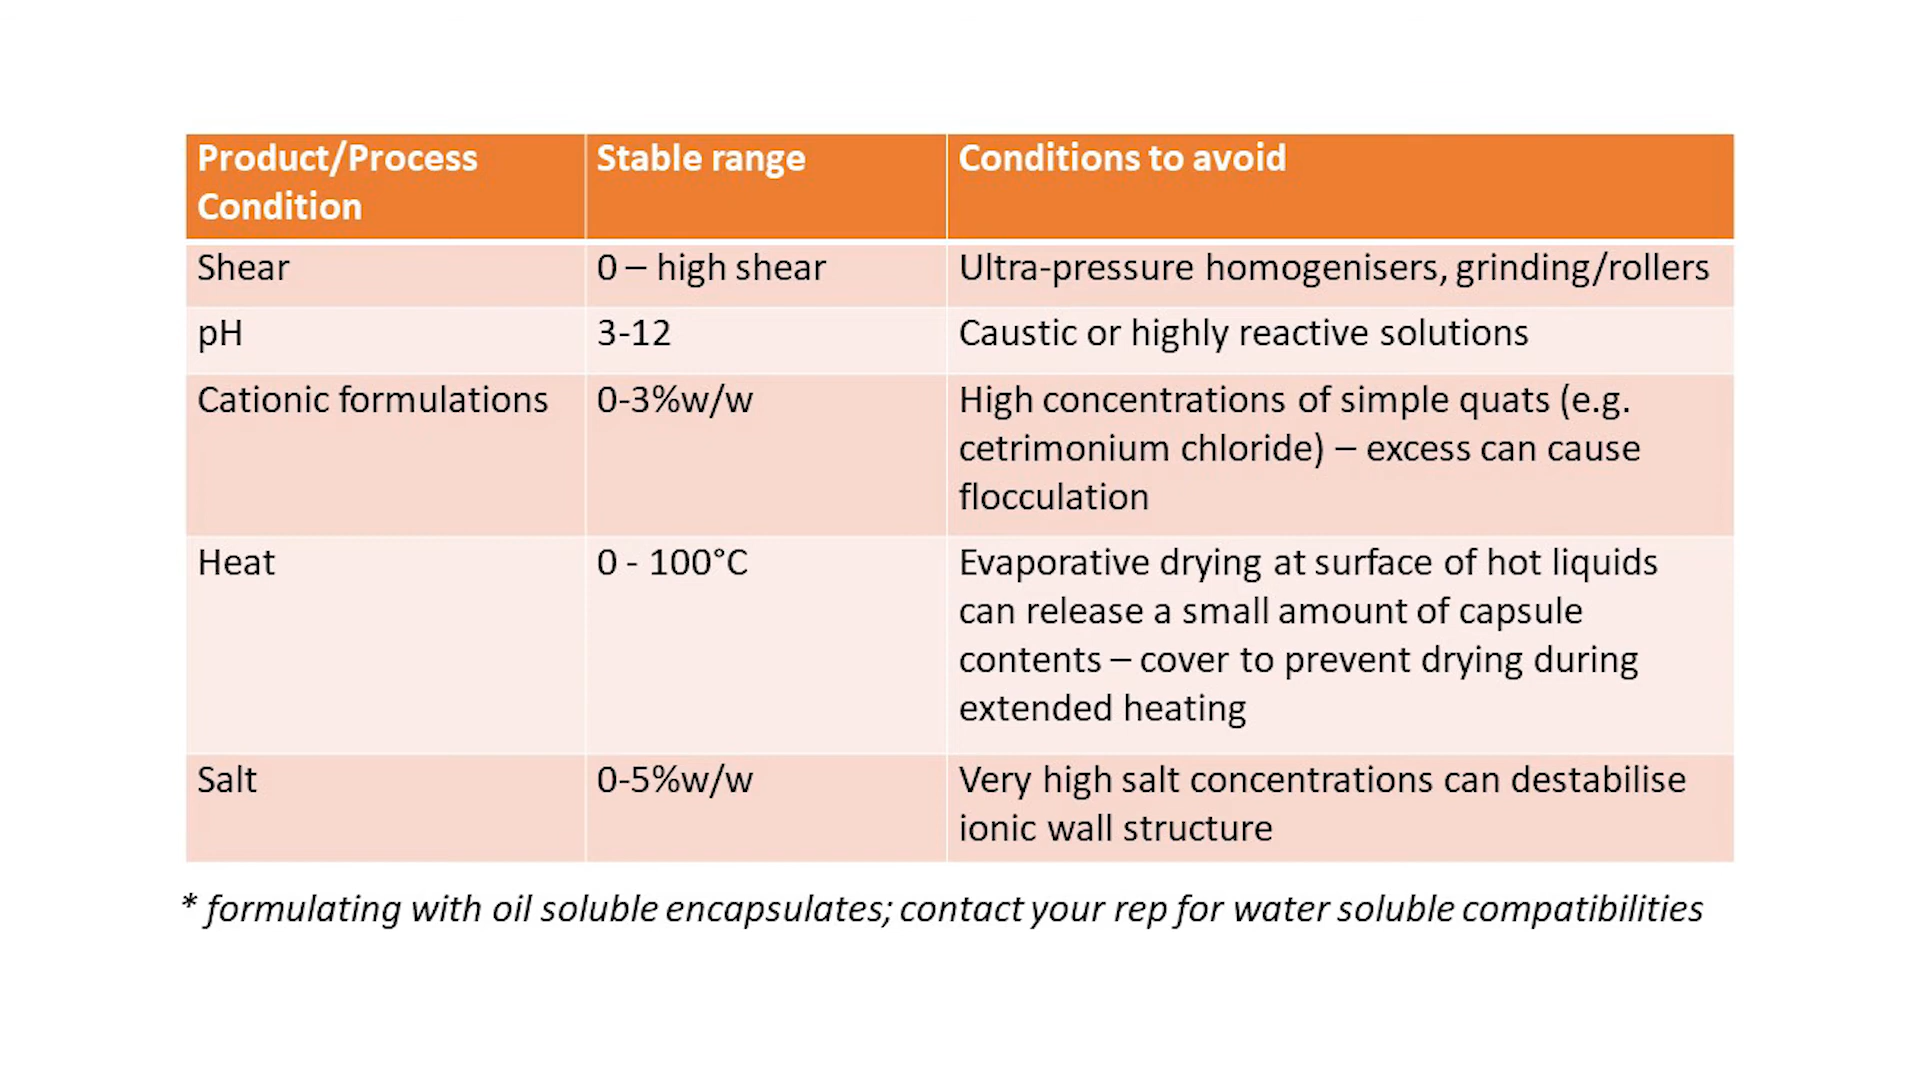 Product/Process
Condition
Stable range
Conditions to avoid
Shear
0 – high shear
Ultra-pressure homogenisers, grinding/rollers
pH
3-12
Caustic or highly reactive solutions
Cationic formulations
0-3%w/w
High concentrations of simple quats (e.g.
cetrimonium chloride) – excess can cause
flocculation
Heat
0 - 100°C
Evaporative drying at surface of hot liquids
can release a small amount of capsule
contents – cover to prevent drying during
extended heating
Salt
0-5%w/w
Very high salt concentrations can destabilise
ionic wall structure
* formulating with oil soluble encapsulates; contact your rep for water soluble compatibilities